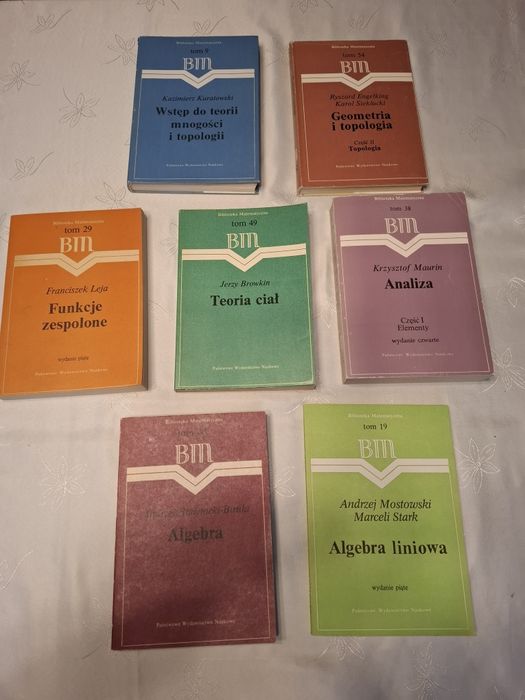 Biblioteka Matematyczna
tom 9
BM
Kazimierz Kuratowski
Wstęp do teorii
mnogości
i topologii
Państwowe Wydawnictwo Naukowe
Biblioteka Matematyczna
tom 54
BM
Ryszard Engelking
Karol Sieklucki
Geometria
i topologia
Część II
Topologia
Państwowe Wydawnictwo Naukowe
Biblioteka Matematyczna
tom 29
BM
Franciszek Leja
Funkcje
zespolone
wydanie piąte
Państwowe Wydawnictwo Naukowe
Biblioteka Matematyczna
tom 49
BM
Jerzy Browkin
Teoria ciał
Państwowe Wydawnictwo Naukowe
Biblioteka Matematyczna
tom 38
BM
Krzysztof Maurin
Analiza
Część I
Elementy
wydanie czwarte
Państwowe Wydawnictwo Naukowe
Biblioteka Matematyczna
tom
BM
Algebra
Państwowe Wydawnictwo Naukowe
Biblioteka Matematyczna
tom 19
BM
Andrzej Mostowski
Marceli Stark
Algebra liniowa
wydanie piąte
Państwowe Wydawnictwo Naukowe